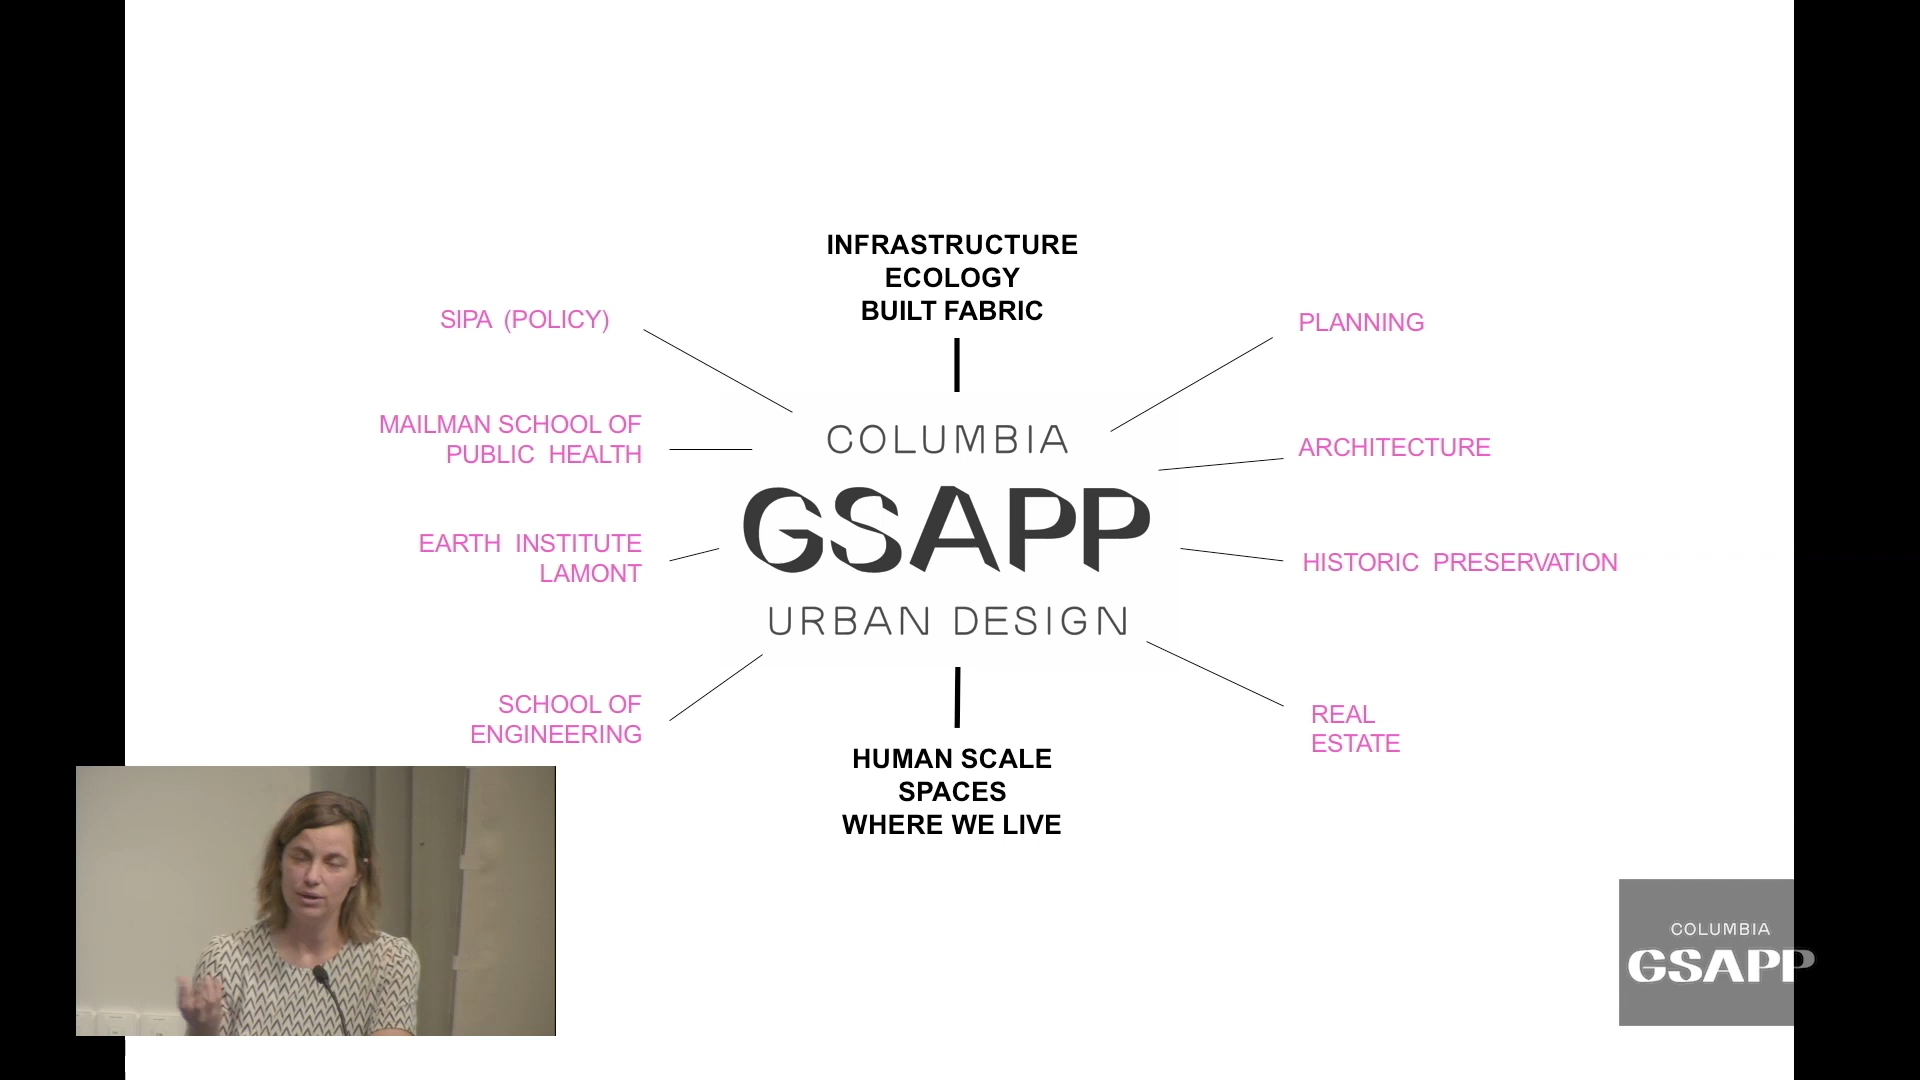 INFRASTRUCTURE
ECOLOGY
BUILT FABRIC
SIPA (POLICY)
MAILMAN SCHOOL OF
PUBLIC HEALTH
EARTH INSTITUTE
LAMONT
SCHOOL OF
ENGINEERING
COLUMBIA
GSAPP
URBAN DESIGN
PLANNING
ARCHITECTURE
HISTORIC PRESERVATION
REAL
ESTATE
HUMAN SCALE
SPACES
WHERE WE LIVE
COLUMBIA
GSAPP